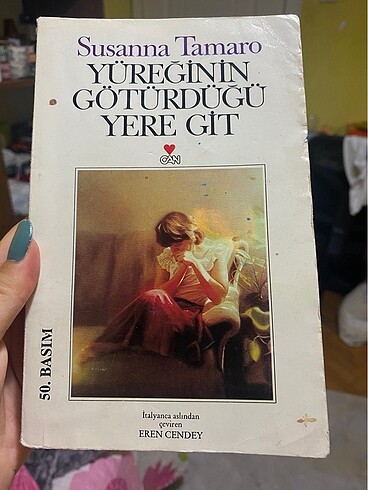 Susanna Tamaro
YÜREĞİNİN
GÖTÜRDÜĞÜ
YERE GİT
CAN
50. BASIM
İtalyanca aslından
çeviren
EREN CENDEY